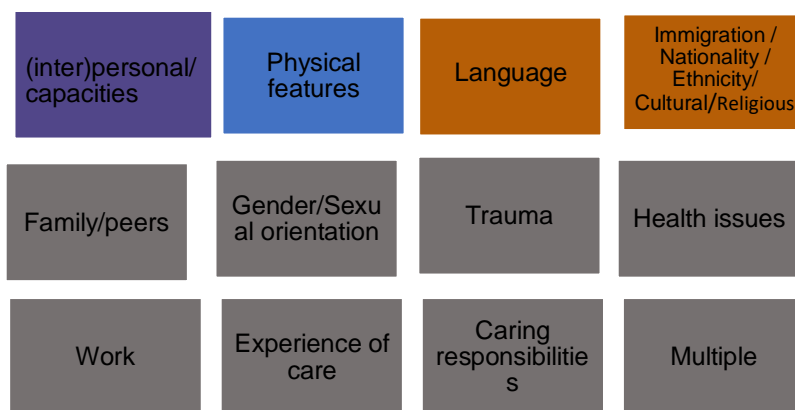 (inter)personal/
capacities
Physical
features
Language
Immigration /
Nationality /
Ethnicity/
Cultural/Religious
Family/peers
Gender/Sexu
al orientation
Trauma
Health issues
Work
Experience of
care
Caring
responsibilitie
s
Multiple